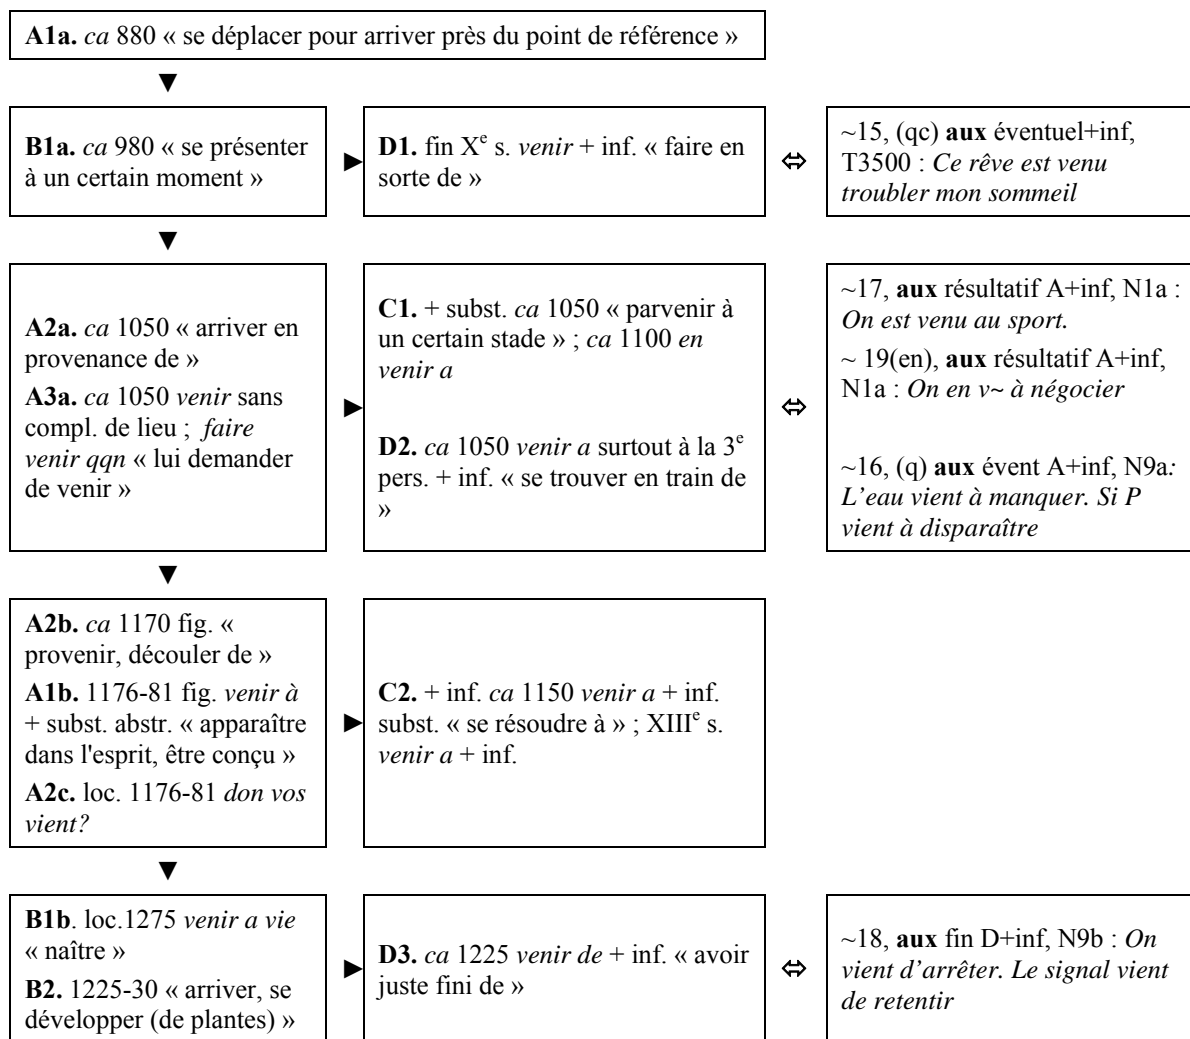 A1a. ca 880 « se déplacer pour arriver près du point de référence »
▼
B1a. ca 980 « se présenter
à un certain moment »
►
D1. fin Xe s. venir + inf. « faire en
sorte de »
⇔
~15, (qc) aux éventuel+inf,
T3500 : Ce rêve est venu
troubler mon sommeil
▼
A2a. ca 1050 « arriver en
provenance de »
A3a. ca 1050 venir sans
compl. de lieu ; faire
venir qqn « lui demander
de venir »
►
C1. + subst. ca 1050 « parvenir à
un certain stade » ; ca 1100 en
venir a
D2. ca 1050 venir a surtout à la 3e
pers. + inf. « se trouver en train de
»
⇔
~17, aux résultatif A+inf, N1a :
On est venu au sport.
~ 19(en), aux résultatif A+inf,
N1a : On en v~ à négocier
~16, (q) aux évent A+inf, N9a:
L'eau vient à manquer. Si P
vient à disparaître
▼
A2b. ca 1170 fig. «
provenir, découler de »
A1b. 1176-81 fig. venir à
+ subst. abstr. « apparaître
dans l'esprit, être conçu »
A2c. loc. 1176-81 don vos
vient?
►
C2. + inf. ca 1150 venir a + inf.
subst. « se résoudre à » ; XIIIe s.
venir a + inf.
▼
B1b. loc.1275 venir a vie
« naître »
B2. 1225-30 « arriver, se
développer (de plantes) »
►
D3. ca 1225 venir de + inf. « avoir
juste fini de »
⇔
~18, aux fin D+inf, N9b : On
vient d'arrêter. Le signal vient
de retentir